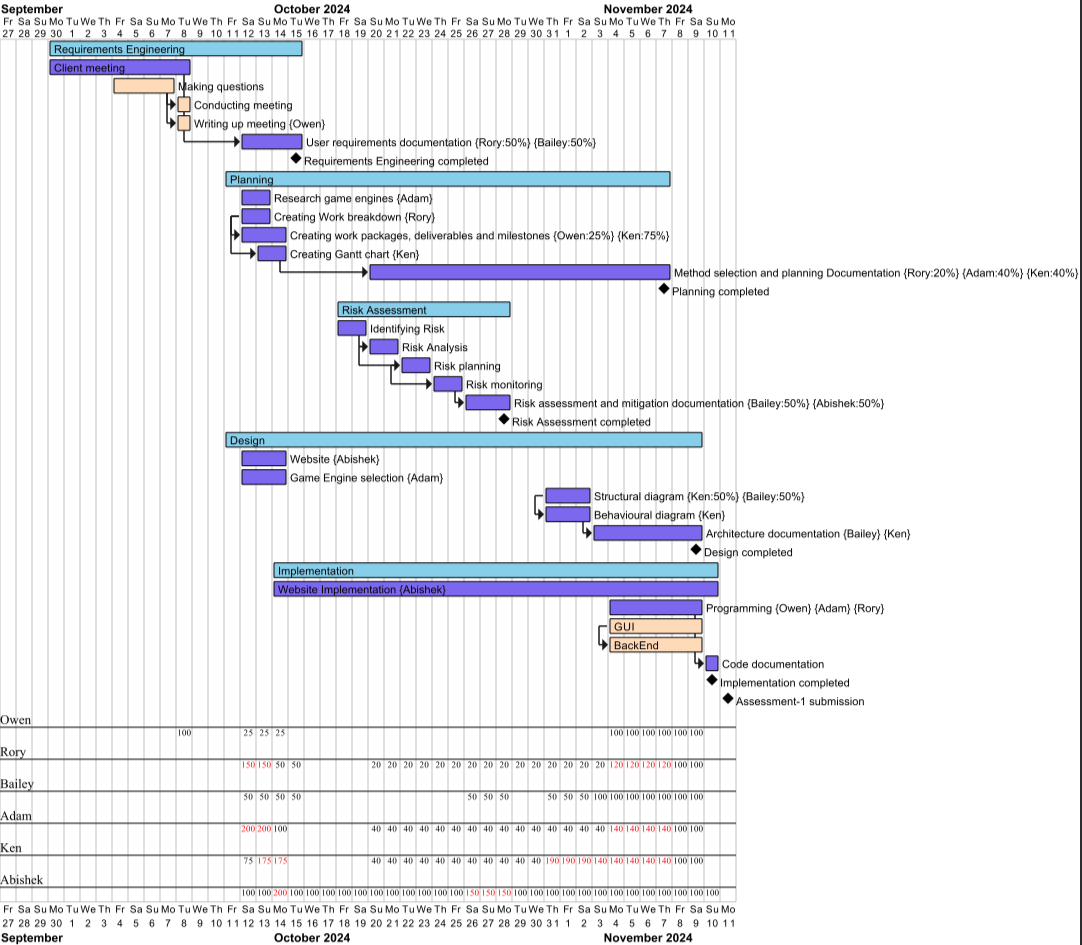 September October 2024 November 2024
Fr Sa Su Mo Tu We Th Fr Sa Su Mo Tu We Th Fr Sa Su Mo Tu We Th Fr Sa Su Mo Tu We Th Fr Sa Su Mo Tu We Th Fr Sa Su Mo Tu We Th Fr Sa Su Mo
27 28 29 30 1 2 3 4 5 6 7 8 9 10 11 12 13 14 15 16 17 18 19 20 21 22 23 24 25 26 27 28 29 30 31 1 2 3 4 5 6 7 8 9 10 11
Requirements Engineering
Client meeting
Making questions
Conducting meeting
Writing up meeting {Owen}
User requirements documentation {Rory:50%} {Bailey:50%}
Requirements Engineering completed
Planning
Research game engines {Adam}
Creating Work breakdown {Rory}
Creating work packages, deliverables and milestones {Owen:25%} {Ken:75%}
Creating Gantt chart {Ken}
Method selection and planning Documentation {Rory:20%} {Adam:40%} {Ken:40%}
Planning completed
Risk Assessment
Identifying Risk
Risk Analysis
Risk planning
Risk monitoring
Risk assessment and mitigation documentation {Bailey:50%} {Abishek:50%}
Risk Assessment completed
Design
Website {Abishek}
Game Engine selection {Adam}
Structural diagram {Ken:50%} {Bailey:50%}
Behavioural diagram {Ken}
Architecture documentation {Bailey} {Ken}
Design completed
Implementation
Website Implementation {Abishek}
Programming {Owen} {Adam} {Rory}
GUI
BackEnd
Code documentation
Implementation completed
Assessment-1 submission
Owen
100 25 25 25 100 100 100 100 100 100
Rory
150 150 50 50 20 20 20 20 20 20 20 20 20 20 20 20 20 20 20 120 120 120 120 100 100
Bailey
50 50 50 50 50 50 50 50 50 50 100 100 100 100 100 100 100
Adam
200 200 100 40 40 40 40 40 40 40 40 40 40 40 40 40 40 40 140 140 140 140 100 100
Ken
75 175 175 40 40 40 40 40 40 40 40 40 40 40 190 190 190 140 140 140 140 140 100 100
Abishek
100 100 200 100 100 100 100 100 100 100 100 100 100 100 150 150 150 100 100 100 100 100 100 100 100 100 100 100 100 100
Fr Sa Su Mo Tu We Th Fr Sa Su Mo Tu We Th Fr Sa Su Mo Tu We Th Fr Sa Su Mo Tu We Th Fr Sa Su Mo Tu We Th Fr Sa Su Mo Tu We Th Fr Sa Su Mo
27 28 29 30 1 2 3 4 5 6 7 8 9 10 11 12 13 14 15 16 17 18 19 20 21 22 23 24 25 26 27 28 29 30 31 1 2 3 4 5 6 7 8 9 10 11
September October 2024 November 2024